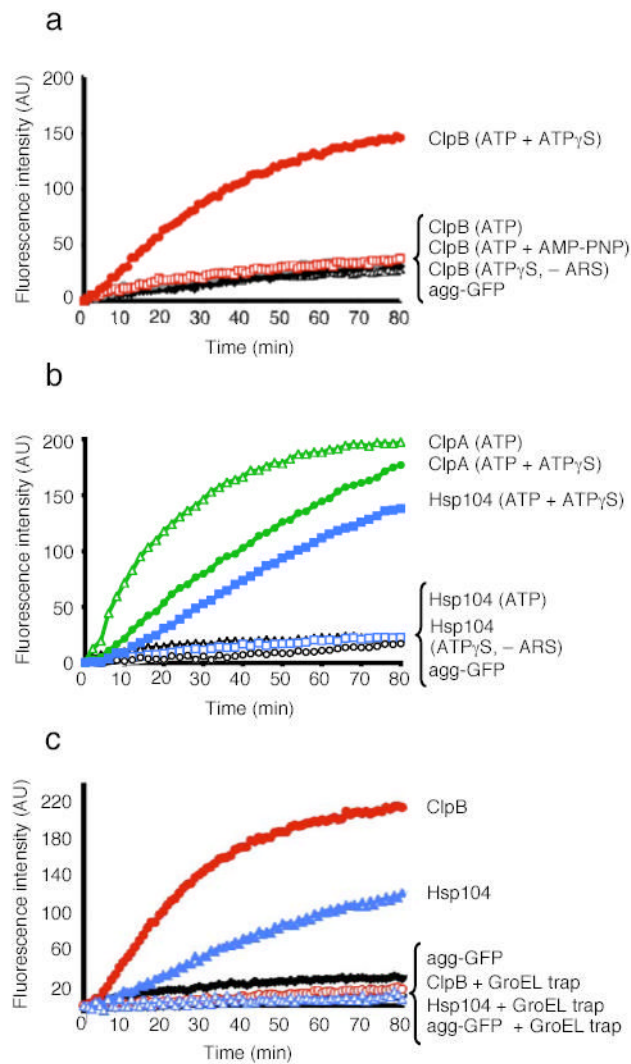 a
Fluorescence intensity (AU)
200
150
100
50
0
0 10 20 30 40 50 60 70 80
Time (min)
ClpB (ATP + ATPγS)
ClpB (ATP)
ClpB (ATP + AMP-PNP)
ClpB (ATPγS, – ARS)
agg-GFP
b
Fluorescence intensity (AU)
200
150
100
50
0
0 10 20 30 40 50 60 70 80
Time (min)
ClpA (ATP)
ClpA (ATP + ATPγS)
Hsp104 (ATP + ATPγS)
Hsp104 (ATP)
Hsp104
(ATPγS, – ARS)
agg-GFP
c
Fluorescence intensity (AU)
220
180
140
100
60
20
0 10 20 30 40 50 60 70 80
Time (min)
ClpB
Hsp104
agg-GFP
ClpB + GroEL trap
Hsp104 + GroEL trap
agg-GFP + GroEL trap